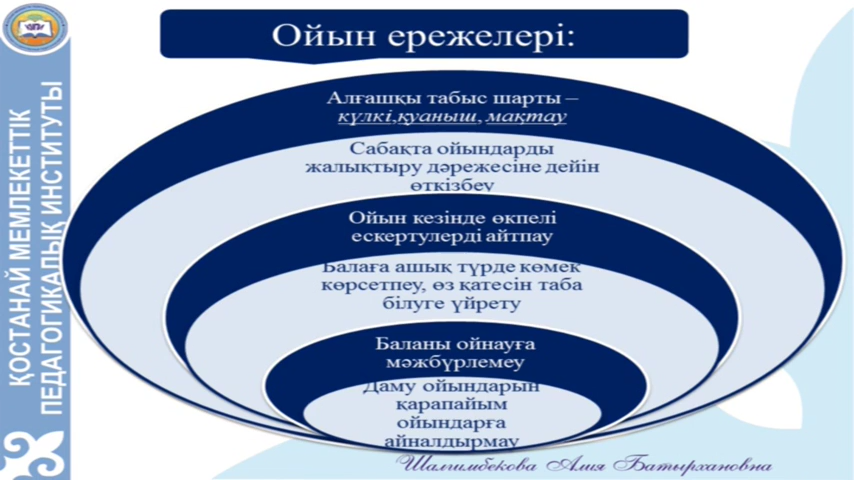 Ойын ережелері:
Алғашқы табыс шарты –
күлкі,қуаныш, мақтау
Сабақта ойындарды
жалықтыру дәрежесіне дейін
өткізбеу
Ойын кезінде өкпелі
ескертулерді айтпау
Балаға ашық түрде көмек
көрсетпеу, өз қатесін таба
білуге үйрету
Баланы ойнауға
мәжбүрлемеу
Даму ойындарын
қарапайым
ойындарға
айналдырмау
ҚОСТАНАЙ МЕМЛЕКЕТТІК
ПЕДАГОГИКАЛЫҚ ИНСТИТУТЫ
Шалгимбекова Алия Батырхановна